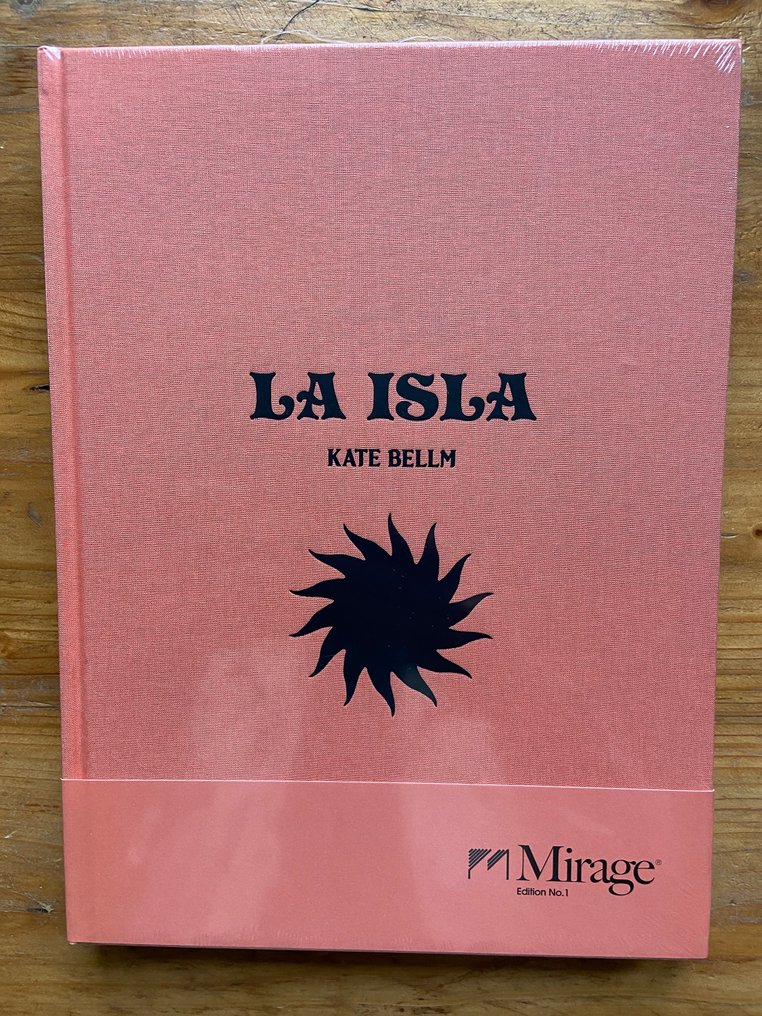 LA ISLA
KATE BELLM
Mirage®
Edition No.1